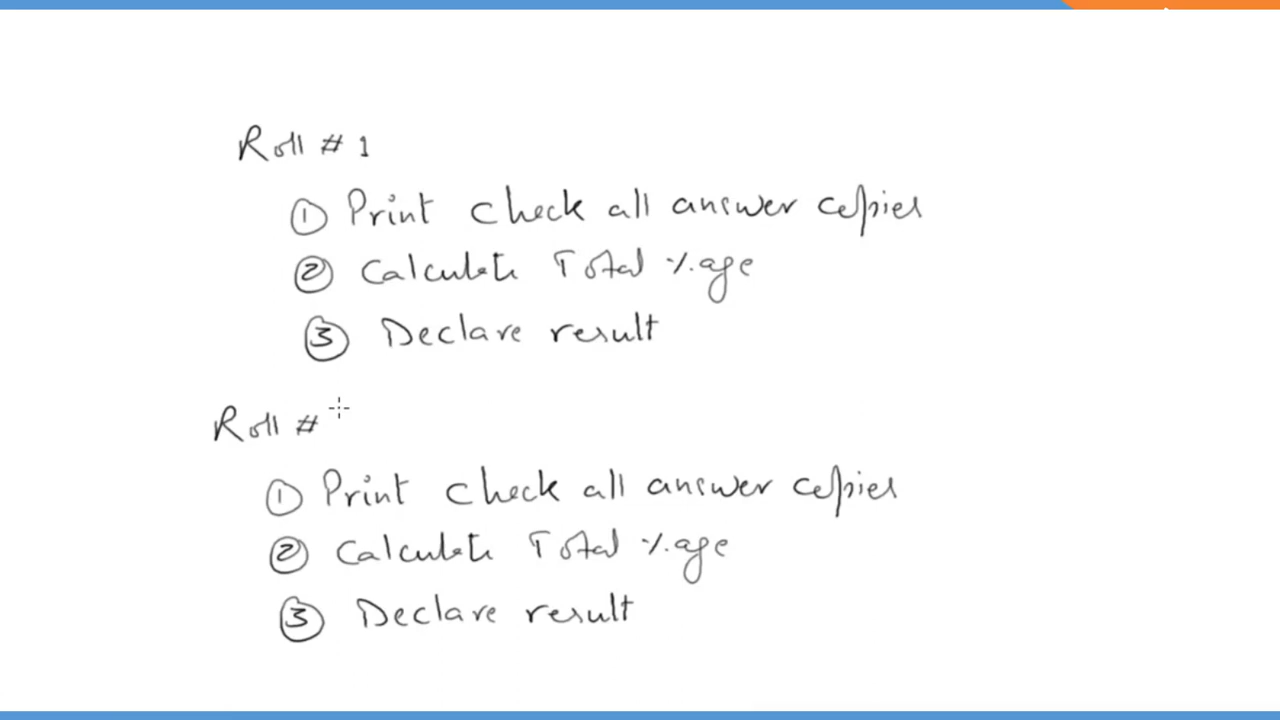 Roll # 1
① Print check all answer copies
② Calculate Total %age
③ Declare result
Roll #
① Print check all answer copies
② Calculate Total %age
③ Declare result